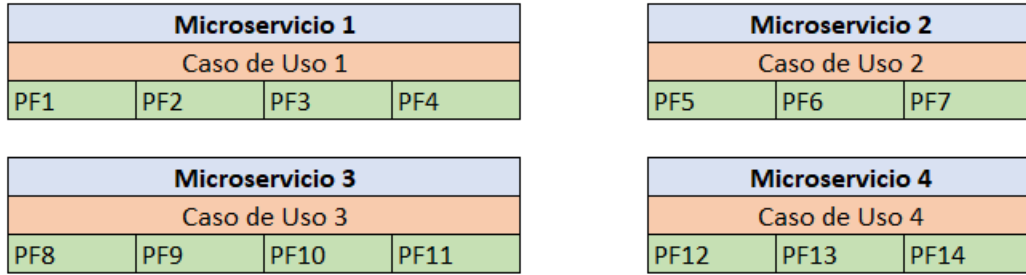 Microservicio 1
Caso de Uso 1
PF1 PF2 PF3 PF4
Microservicio 2
Caso de Uso 2
PF5 PF6 PF7
Microservicio 3
Caso de Uso 3
PF8 PF9 PF10 PF11
Microservicio 4
Caso de Uso 4
PF12 PF13 PF14